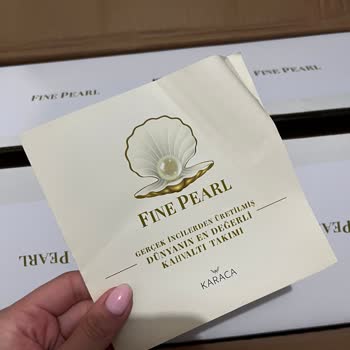 FINE PEARL
FINE PEARL
FINE PEARL
GERÇEK İNCİLERDEN ÜRETİLMİŞ
DÜNYANIN EN DEĞERLİ
KAHVALTI TAKIMI
KARACA
PEARL